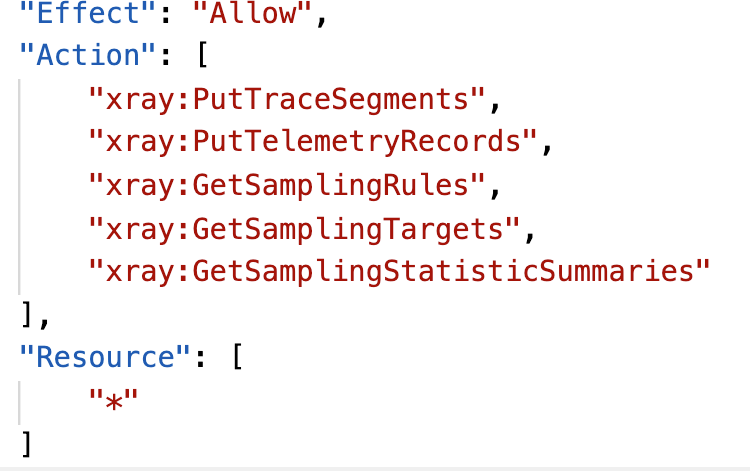 "Effect": "Allow",
"Action": [
"xray:PutTraceSegments",
"xray:PutTelemetryRecords",
"xray:GetSamplingRules",
"xray:GetSamplingTargets",
"xray:GetSamplingStatisticSummaries"
],
"Resource": [
"*"
]